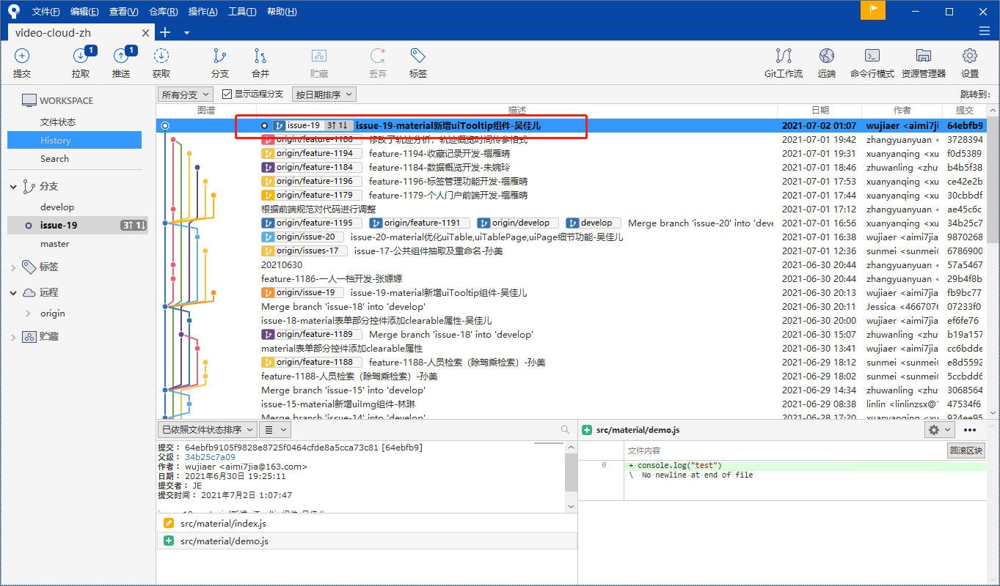 文件(F) 编辑(E) 查看(V) 仓库(R) 操作(A) 工具(T) 帮助(H)
video-cloud-zh
1 1
提交 拉取 推送 获取 分支 合并 贮藏 丢弃 标签 Git工作流 远端 命令行模式 资源管理器 设置
WORKSPACE
文件状态
History
Search
分支
develop
issue-19 3↑ 1↓
master
标签
远程
origin
贮藏
所有分支 显示远程分支 按日期排序 跳转到:
图谱 描述 日期 作者 提交
issue-19 3↑ 1↓ issue-19-material新增uiTooltip组件-吴佳儿 2021-07-02 01:07 wujiaer <aimi7jia 64ebfb9
origin/feature-1186 修改了轨迹分析，轨迹概览时间传参格式 2021-07-01 19:42 zhangyuanyuan < 3728394
origin/feature-1194 feature-1194-收藏记录开发-禤雁晴 2021-07-01 19:31 xuanyanqing <xu f0d5389
origin/feature-1184 feature-1184-数据概览开发-朱婉玲 2021-07-01 18:46 zhuwanling <zhuv b4b5f38
origin/feature-1196 feature-1196-标签管理功能开发-禤雁晴 2021-07-01 17:53 xuanyanqing <xu ce42e2b
origin/feature-1179 feature-1179-个人门户前端开发-禤雁晴 2021-07-01 17:44 xuanyanqing <xu 30cbbdf
根据前端规范对代码进行调整 2021-07-01 17:12 zhangyuanyuan < ae45c6c
origin/feature-1195 origin/feature-1191 origin/develop develop Merge branch 'issue-20' into 'deve 2021-07-01 16:56 xuanyanqing <xu 34b25c7
origin/issue-20 issue-20-material优化uiTable,uiTablePage,uiPage细节功能-吴佳儿 2021-07-01 16:38 wujiaer <aimi7jia 9870268
origin/issues-17 issue-17-公共组件抽取及重命名-孙美 2021-07-01 12:36 sunmei <sunmei( 6786900
20210630 2021-06-30 20:44 zhangyuanyuan < 57a5467
feature-1186-一人一档开发-张嫄嫄 2021-06-30 20:44 zhangyuanyuan < 29b4f8b
origin/issue-19 issue-19-material新增uiTooltip组件-吴佳儿 2021-06-30 20:13 wujiaer <aimi7jia fb9bc77
Merge branch 'issue-18' into 'develop' 2021-06-30 20:11 Jessica <4667076 07233f0
issue-18-material表单部分控件添加clearable属性-吴佳儿 2021-06-30 20:00 wujiaer <aimi7jia ef6fe76
origin/feature-1189 Merge branch 'issue-18' into 'develop' 2021-06-30 15:07 zhuwanling <zhuv b19a157
material表单部分控件添加clearable属性 2021-06-30 13:41 wujiaer <aimi7jia cc6bdde
origin/feature-1188 feature-1188-人员检索（除驾乘检索）-孙美 2021-06-29 18:12 sunmei <sunmei( e8d5592
feature-1188-人员检索（除驾乘检索）-孙美 2021-06-29 18:02 sunmei <sunmei( 5ccbdd6
Merge branch 'issue-15' into 'develop' 2021-06-29 14:34 zhuwanling <zhuv 3068564
issue-15-material新增uiImg组件-林琳 2021-06-29 08:38 linlin <linlinzsx@1 47534f6
Merge branch 'issue-14' into 'develop' 2021-06-28 17:20 xuanyanqing <xu 924ee95
已依照文件状态排序
提交： 64ebfb9105f9828e8725f0464cfde8a5cca73c81 [64ebfb9]
父级： 34b25c7a09
作者： wujiaer <aimi7jia@163.com>
日期： 2021年6月30日 19:25:11
提交者： JE
提交时间： 2021年7月2日 1:07:47
issue-19-material新增uiTooltip组件-吴佳儿
src/material/index.js
src/material/demo.js
src/material/demo.js
文件内容 回滚区块
0 + console.log("test")
\ No newline at end of file